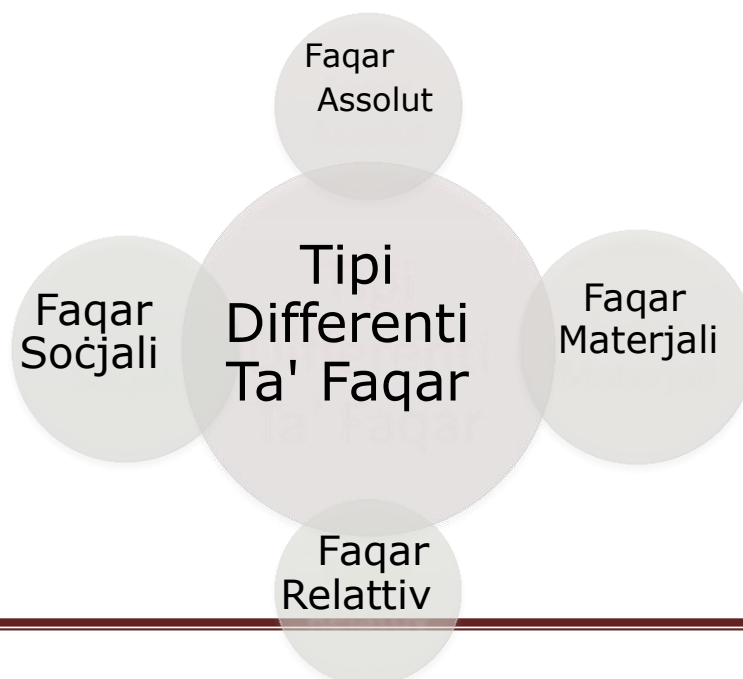 Faqar
Assolut
Tipi
Differenti
Ta' Faqar
Faqar
Soċjali
Faqar
Materjali
Faqar
Relattiv